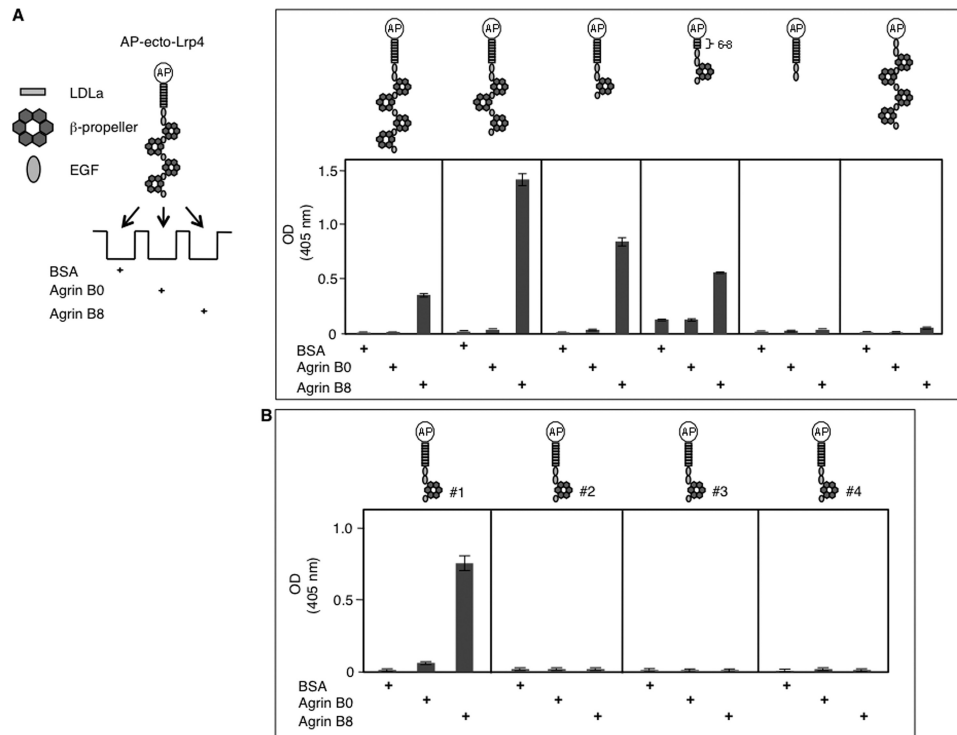 A
AP-ecto-Lrp4
AP
LDLa
β-propeller
EGF
BSA +
Agrin B0 +
Agrin B8 +
AP AP AP AP AP AP
6-8
OD
(405 nm)
1.5
1.0
0.5
0
BSA + + + + + +
Agrin B0 + + + + + +
Agrin B8 + + + + + +
B
AP AP AP AP
#1 #2 #3 #4
OD
(405 nm)
1.0
0.5
0
BSA + + + +
Agrin B0 + + + +
Agrin B8 + + + +